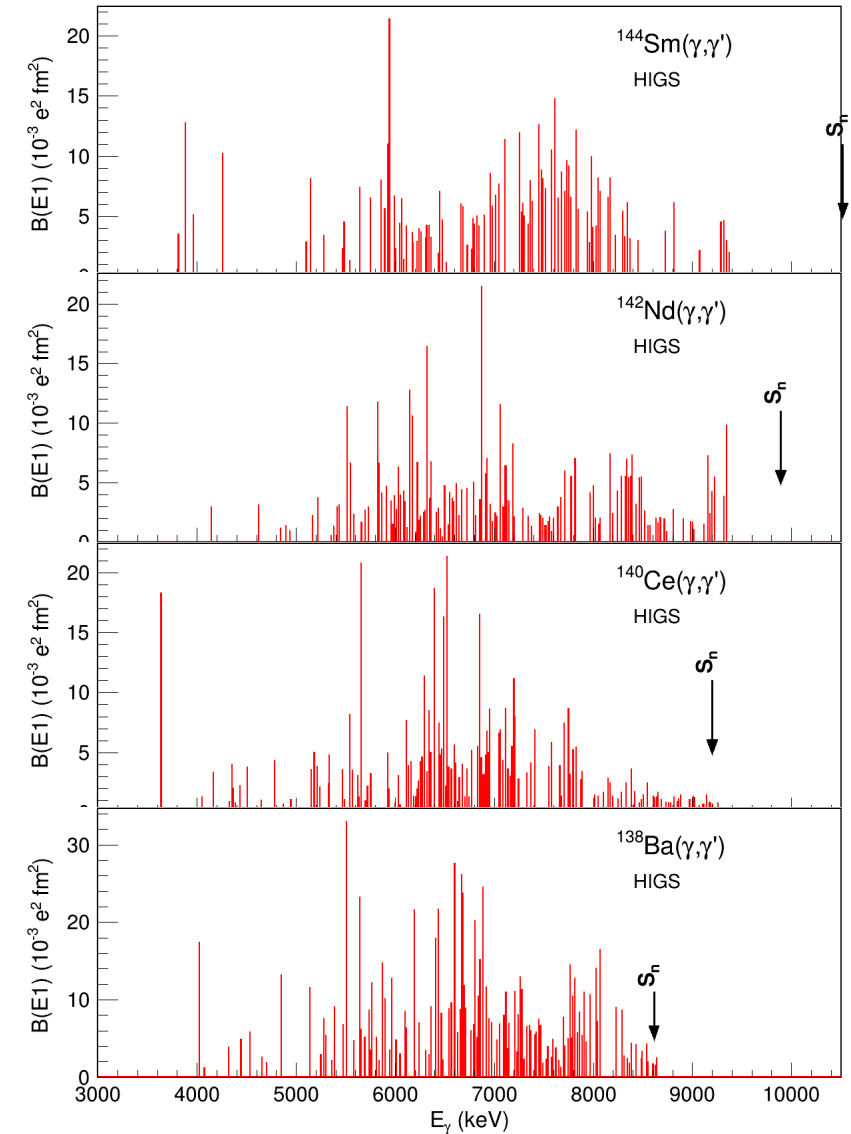 20
15
10
5
0
B(E1) (10⁻³ e² fm²)
¹⁴⁴Sm(γ,γ')
HIGS
Sₙ
20
15
10
5
0
B(E1) (10⁻³ e² fm²)
¹⁴²Nd(γ,γ')
HIGS
Sₙ
20
15
10
5
0
B(E1) (10⁻³ e² fm²)
¹⁴⁰Ce(γ,γ')
HIGS
Sₙ
30
20
10
0
B(E1) (10⁻³ e² fm²)
¹³⁸Ba(γ,γ')
HIGS
Sₙ
3000 4000 5000 6000 7000 8000 9000 10000
Eᵧ (keV)